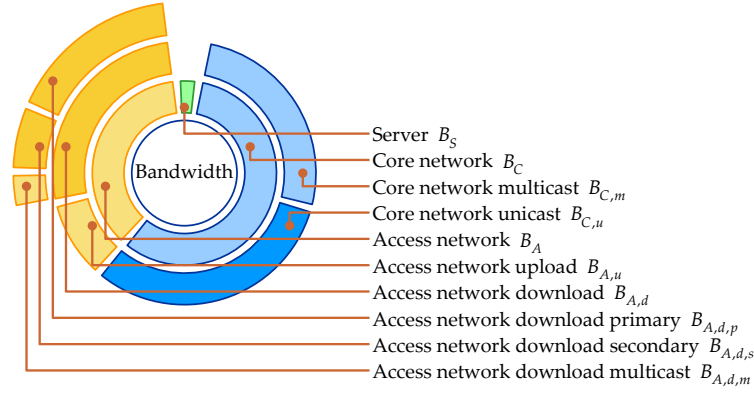 Bandwidth
Server B_S
Core network B_C
Core network multicast B_{C,m}
Core network unicast B_{C,u}
Access network B_A
Access network upload B_{A,u}
Access network download B_{A,d}
Access network download primary B_{A,d,p}
Access network download secondary B_{A,d,s}
Access network download multicast B_{A,d,m}